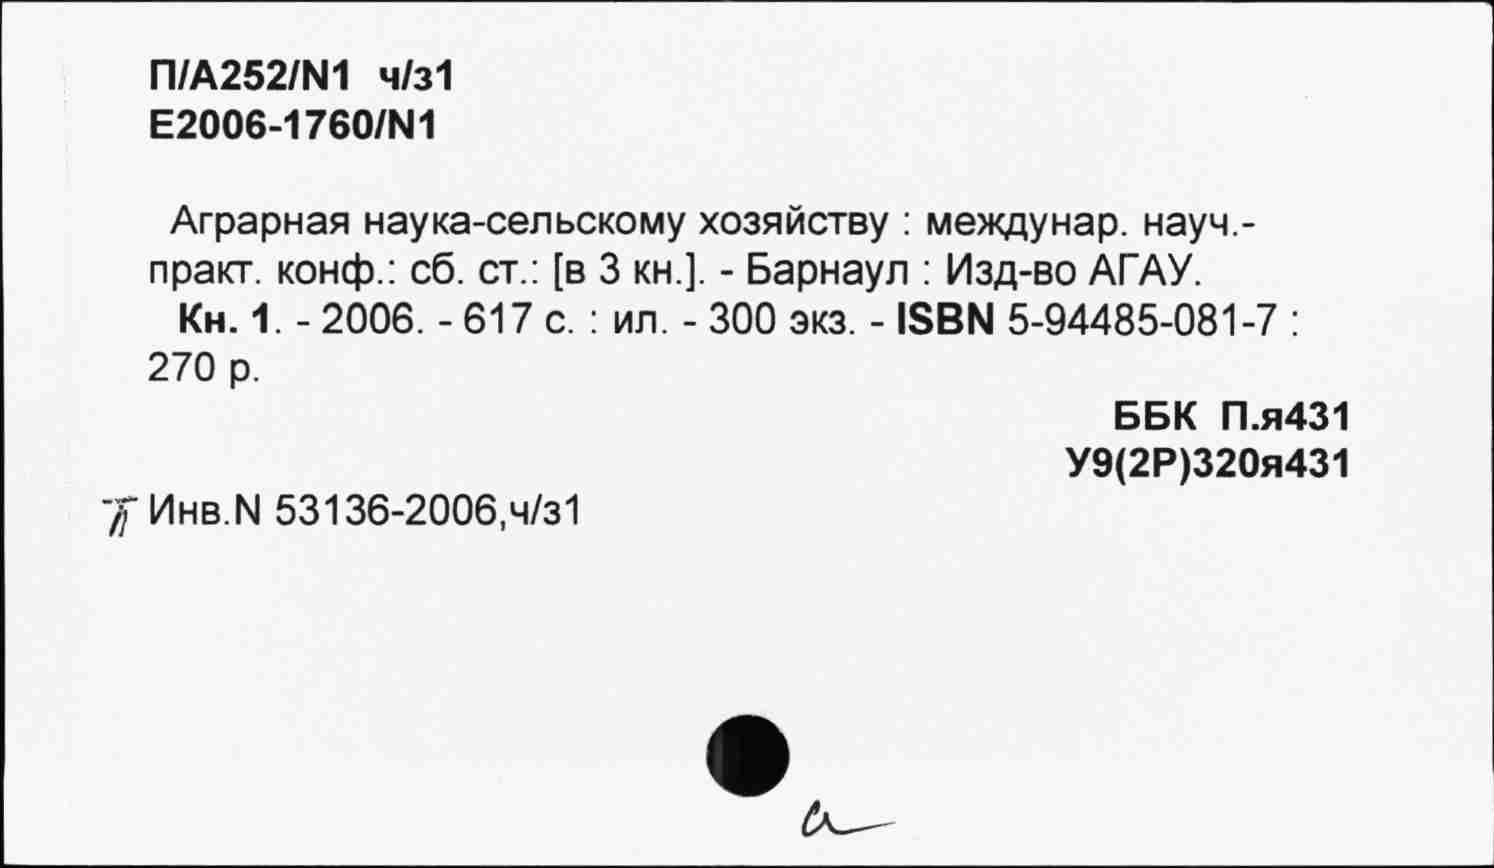 П/А252/N1 ч/з1
Е2006-1760/N1
Аграрная наука-сельскому хозяйству : междунар. науч.-
практ. конф.: сб. ст.: [в 3 кн.]. - Барнаул : Изд-во АГАУ.
Кн. 1. - 2006. - 617 с. : ил. - 300 экз. - ISBN 5-94485-081-7 :
270 р.
ББК П.я431
У9(2Р)320я431
Инв.N 53136-2006,ч/з1
а